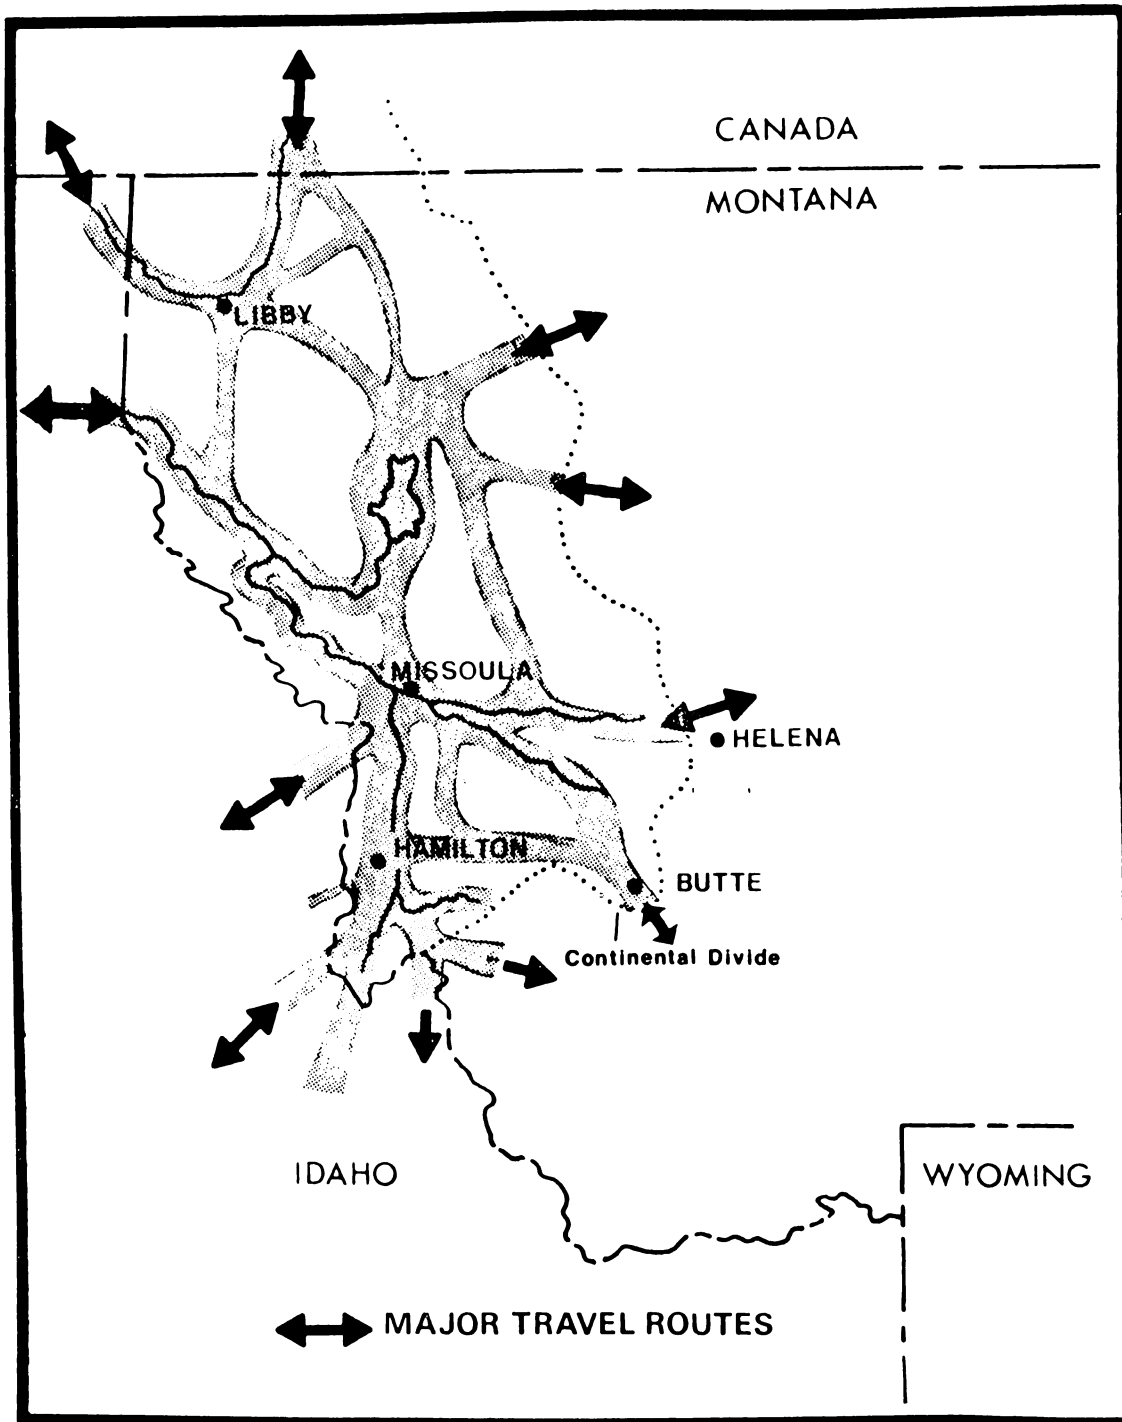 CANADA
MONTANA
LIBBY
MISSOULA
HELENA
HAMILTON
BUTTE
Continental Divide
IDAHO
WYOMING
MAJOR TRAVEL ROUTES